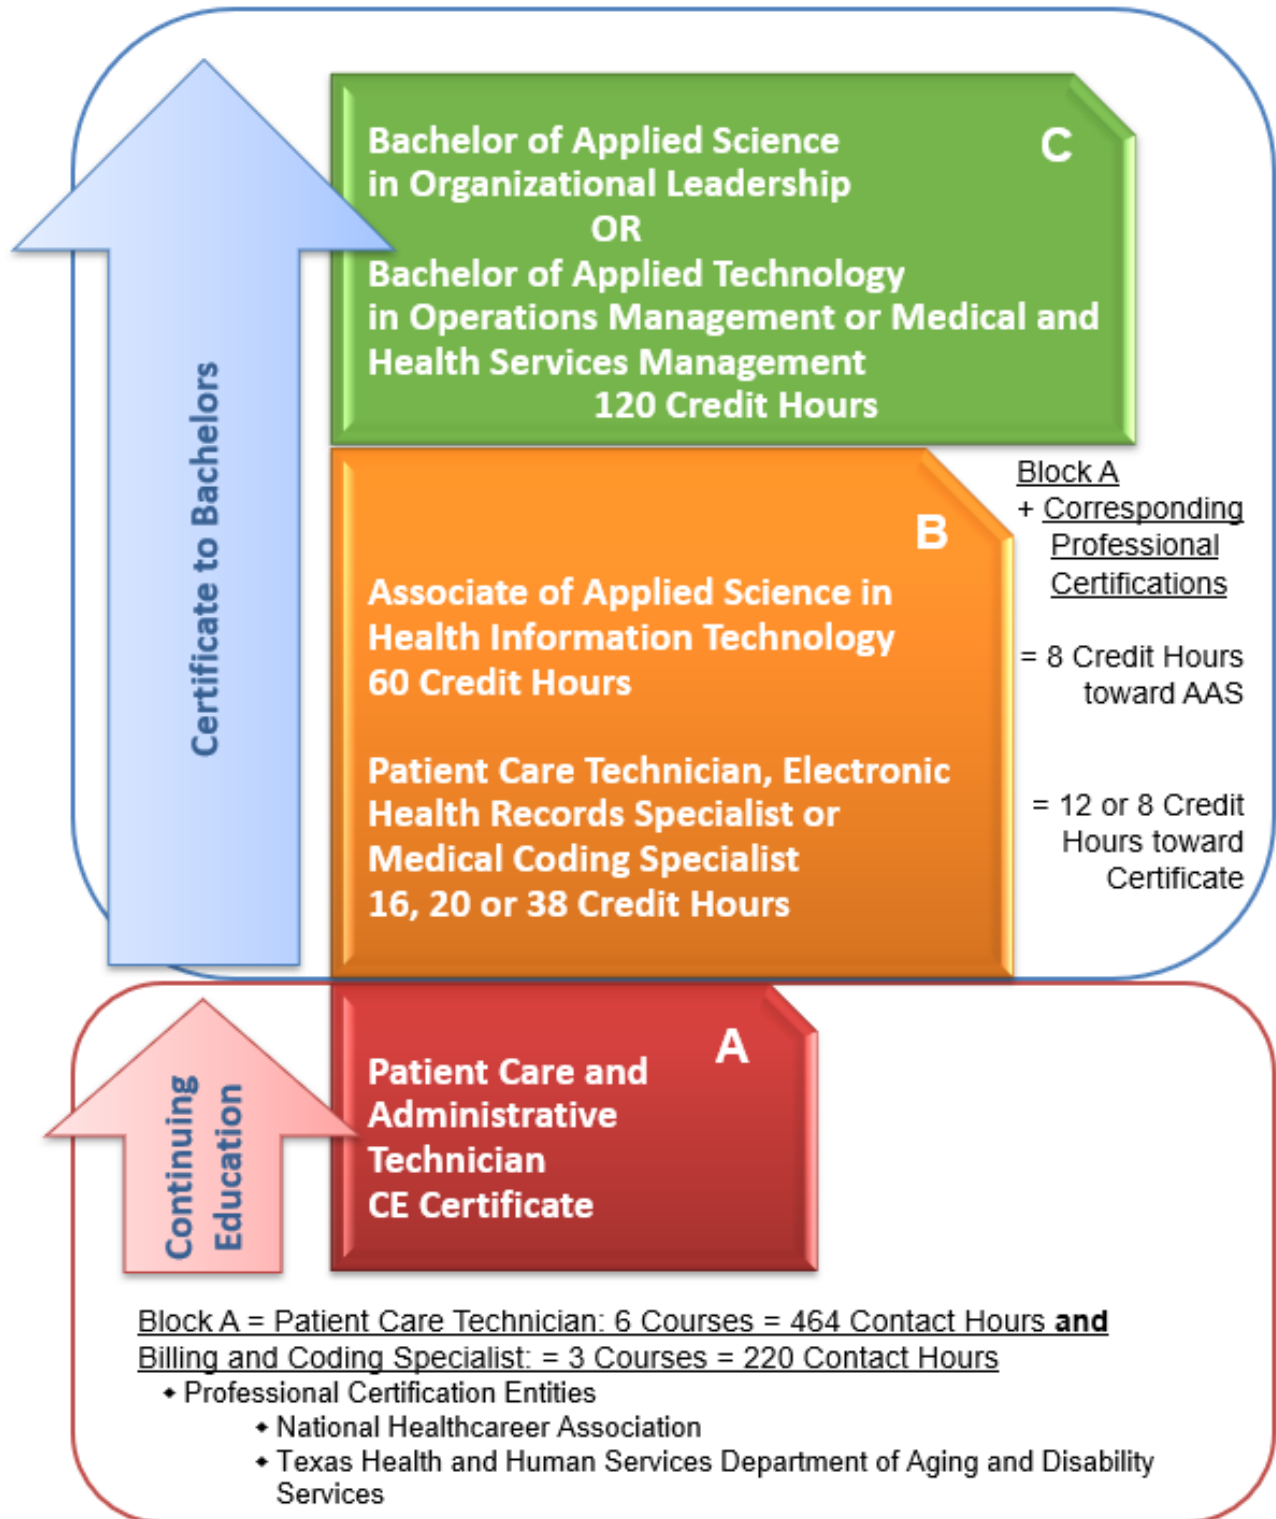 Certificate to Bachelors
C
Bachelor of Applied Science
in Organizational Leadership
OR
Bachelor of Applied Technology
in Operations Management or Medical and
Health Services Management
120 Credit Hours
B
Associate of Applied Science in
Health Information Technology
60 Credit Hours
Patient Care Technician, Electronic
Health Records Specialist or
Medical Coding Specialist
16, 20 or 38 Credit Hours
Block A
+ Corresponding
Professional
Certifications
= 8 Credit Hours
toward AAS
= 12 or 8 Credit
Hours toward
Certificate
Continuing
Education
A
Patient Care and
Administrative
Technician
CE Certificate
Block A = Patient Care Technician: 6 Courses = 464 Contact Hours and
Billing and Coding Specialist: = 3 Courses = 220 Contact Hours
◆ Professional Certification Entities
◆ National Healthcareer Association
◆ Texas Health and Human Services Department of Aging and Disability
Services